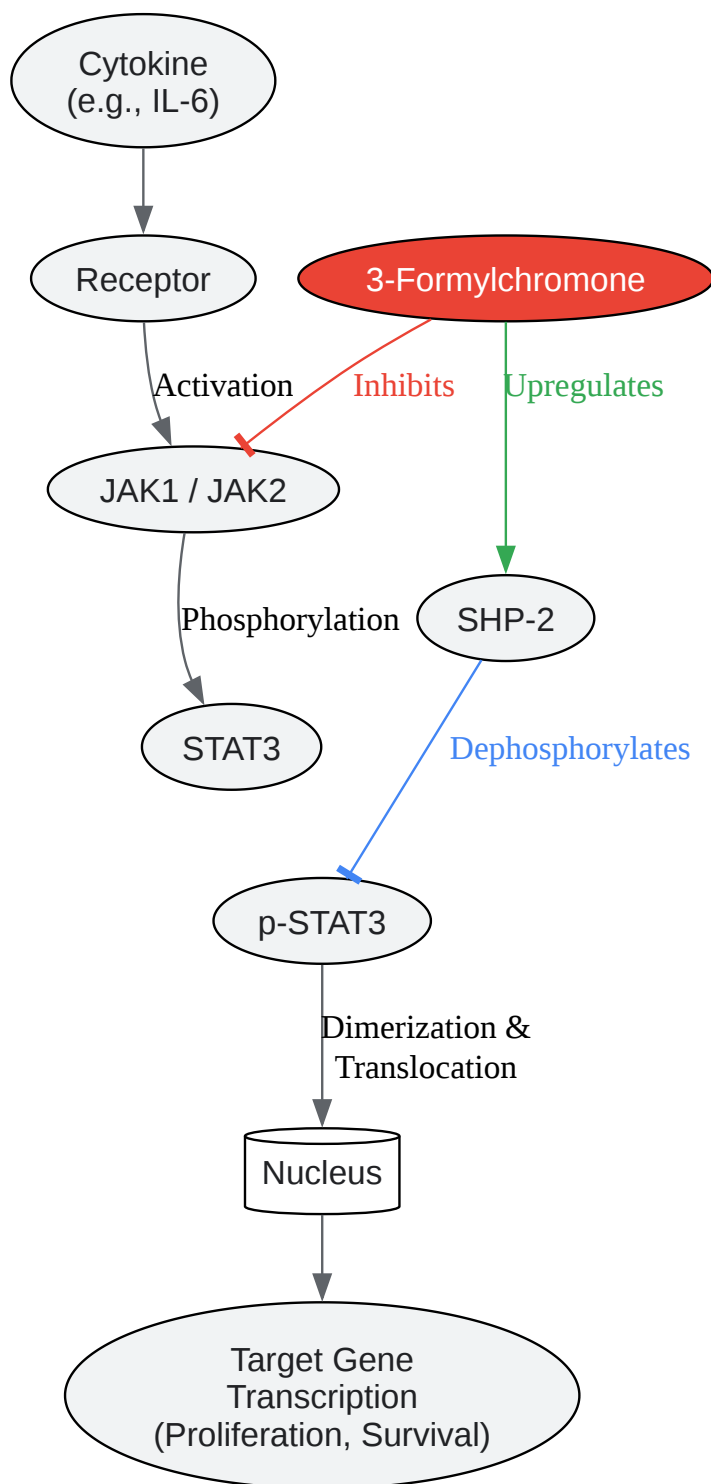 Cytokine
(e.g., IL-6)
Receptor
3-Formylchromone
Activation
Inhibits
Upregulates
JAK1 / JAK2
Phosphorylation
SHP-2
STAT3
Dephosphorylates
p-STAT3
Dimerization &
Translocation
Nucleus
Target Gene
Transcription
(Proliferation, Survival)